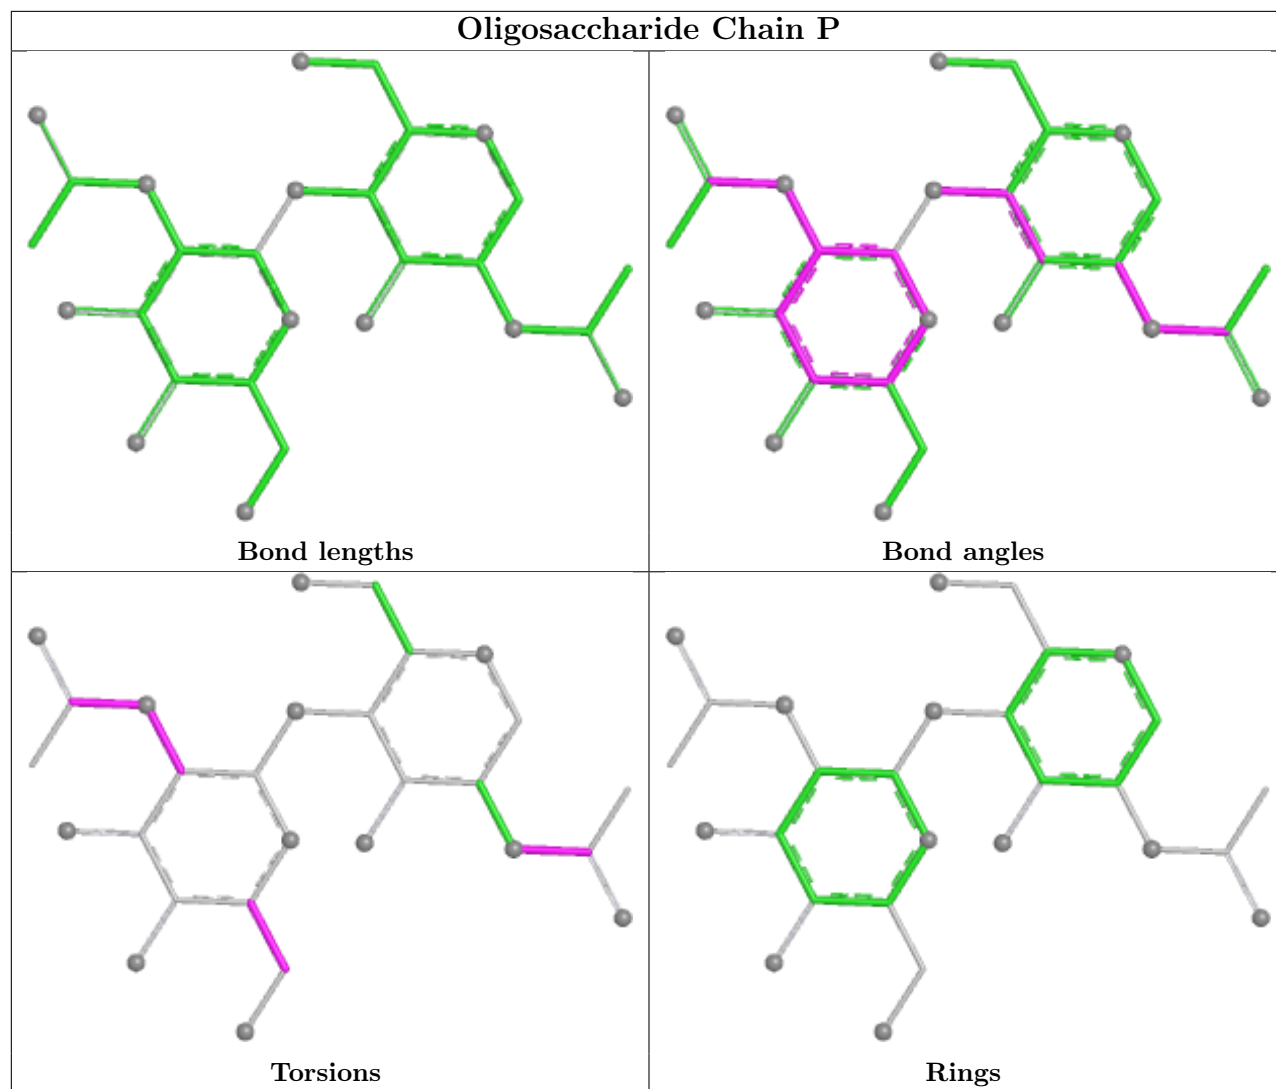 Oligosaccharide Chain P
Bond lengths
Bond angles
Torsions
Rings